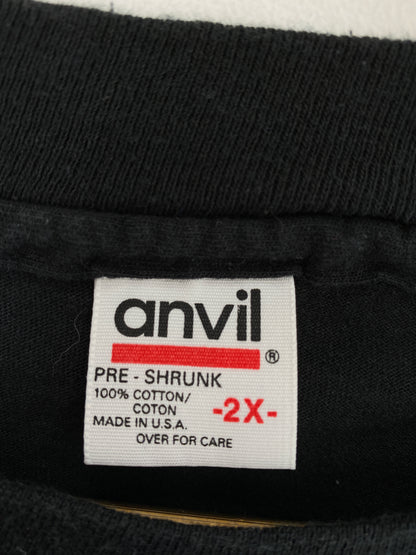 anvil
®
PRE - SHRUNK
100% COTTON/
COTON
-2X-
MADE IN U.S.A.
OVER FOR CARE